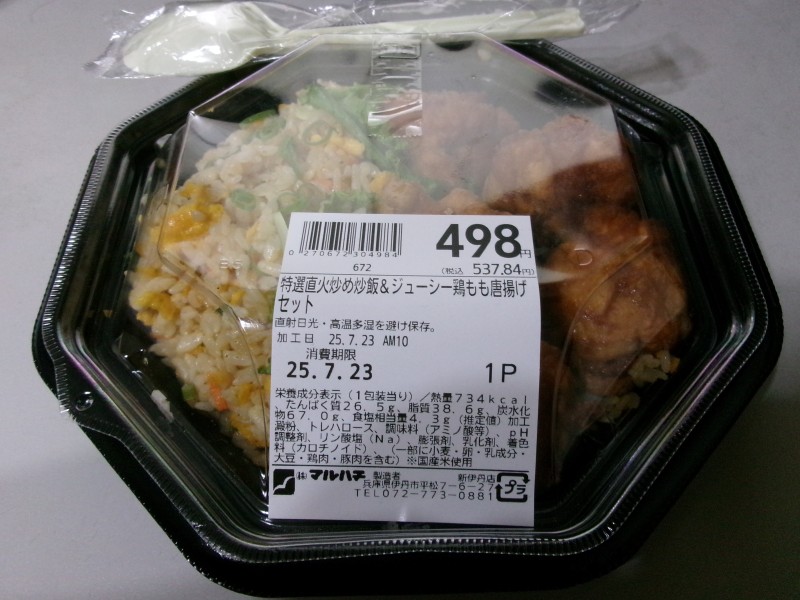 498円
0 270672 304984
672
(税込 537.84円)
特選直火炒め炒飯&ジューシー鶏もも唐揚げ
セット
直射日光・高温多湿を避け保存。
加工日 25.7.23 AM10
消費期限
25.7.23 1P
栄養成分表示(1包装当り)/熱量734kcal
、たんぱく質26.5g、脂質38.6g、炭水化
物67.0g、食塩相当量4.3g(推定値)加工
澱粉、トレハロース、調味料(アミノ酸等)、pH
調整剤、リン酸塩(Na)、膨張剤、乳化剤、着色
料(カロチノイド)、(一部に小麦・卵・乳成分・
大豆・鶏肉・豚肉を含む)※国産米使用
㈱マルハチ 製造者 新伊丹店
兵庫県伊丹市平松7-6-27
TEL072-773-0881
プラ